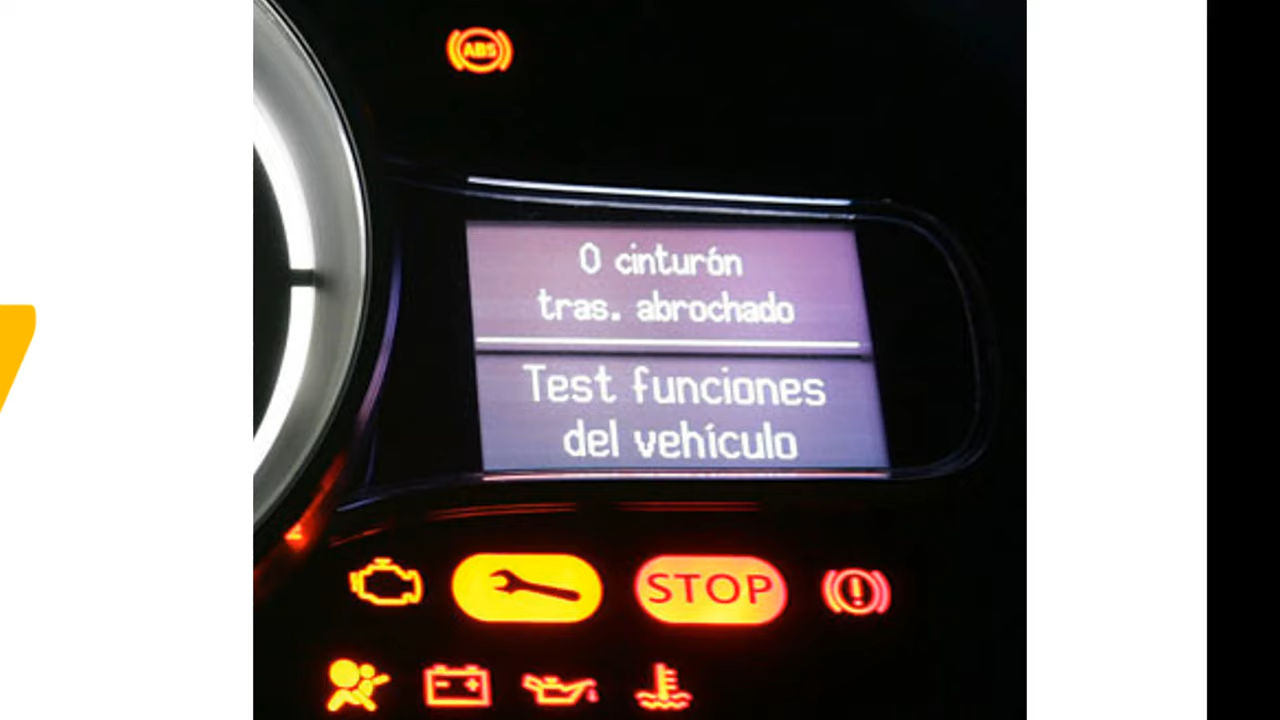 ABS
0 cinturón
tras. abrochado
Test funciones
del vehículo
STOP